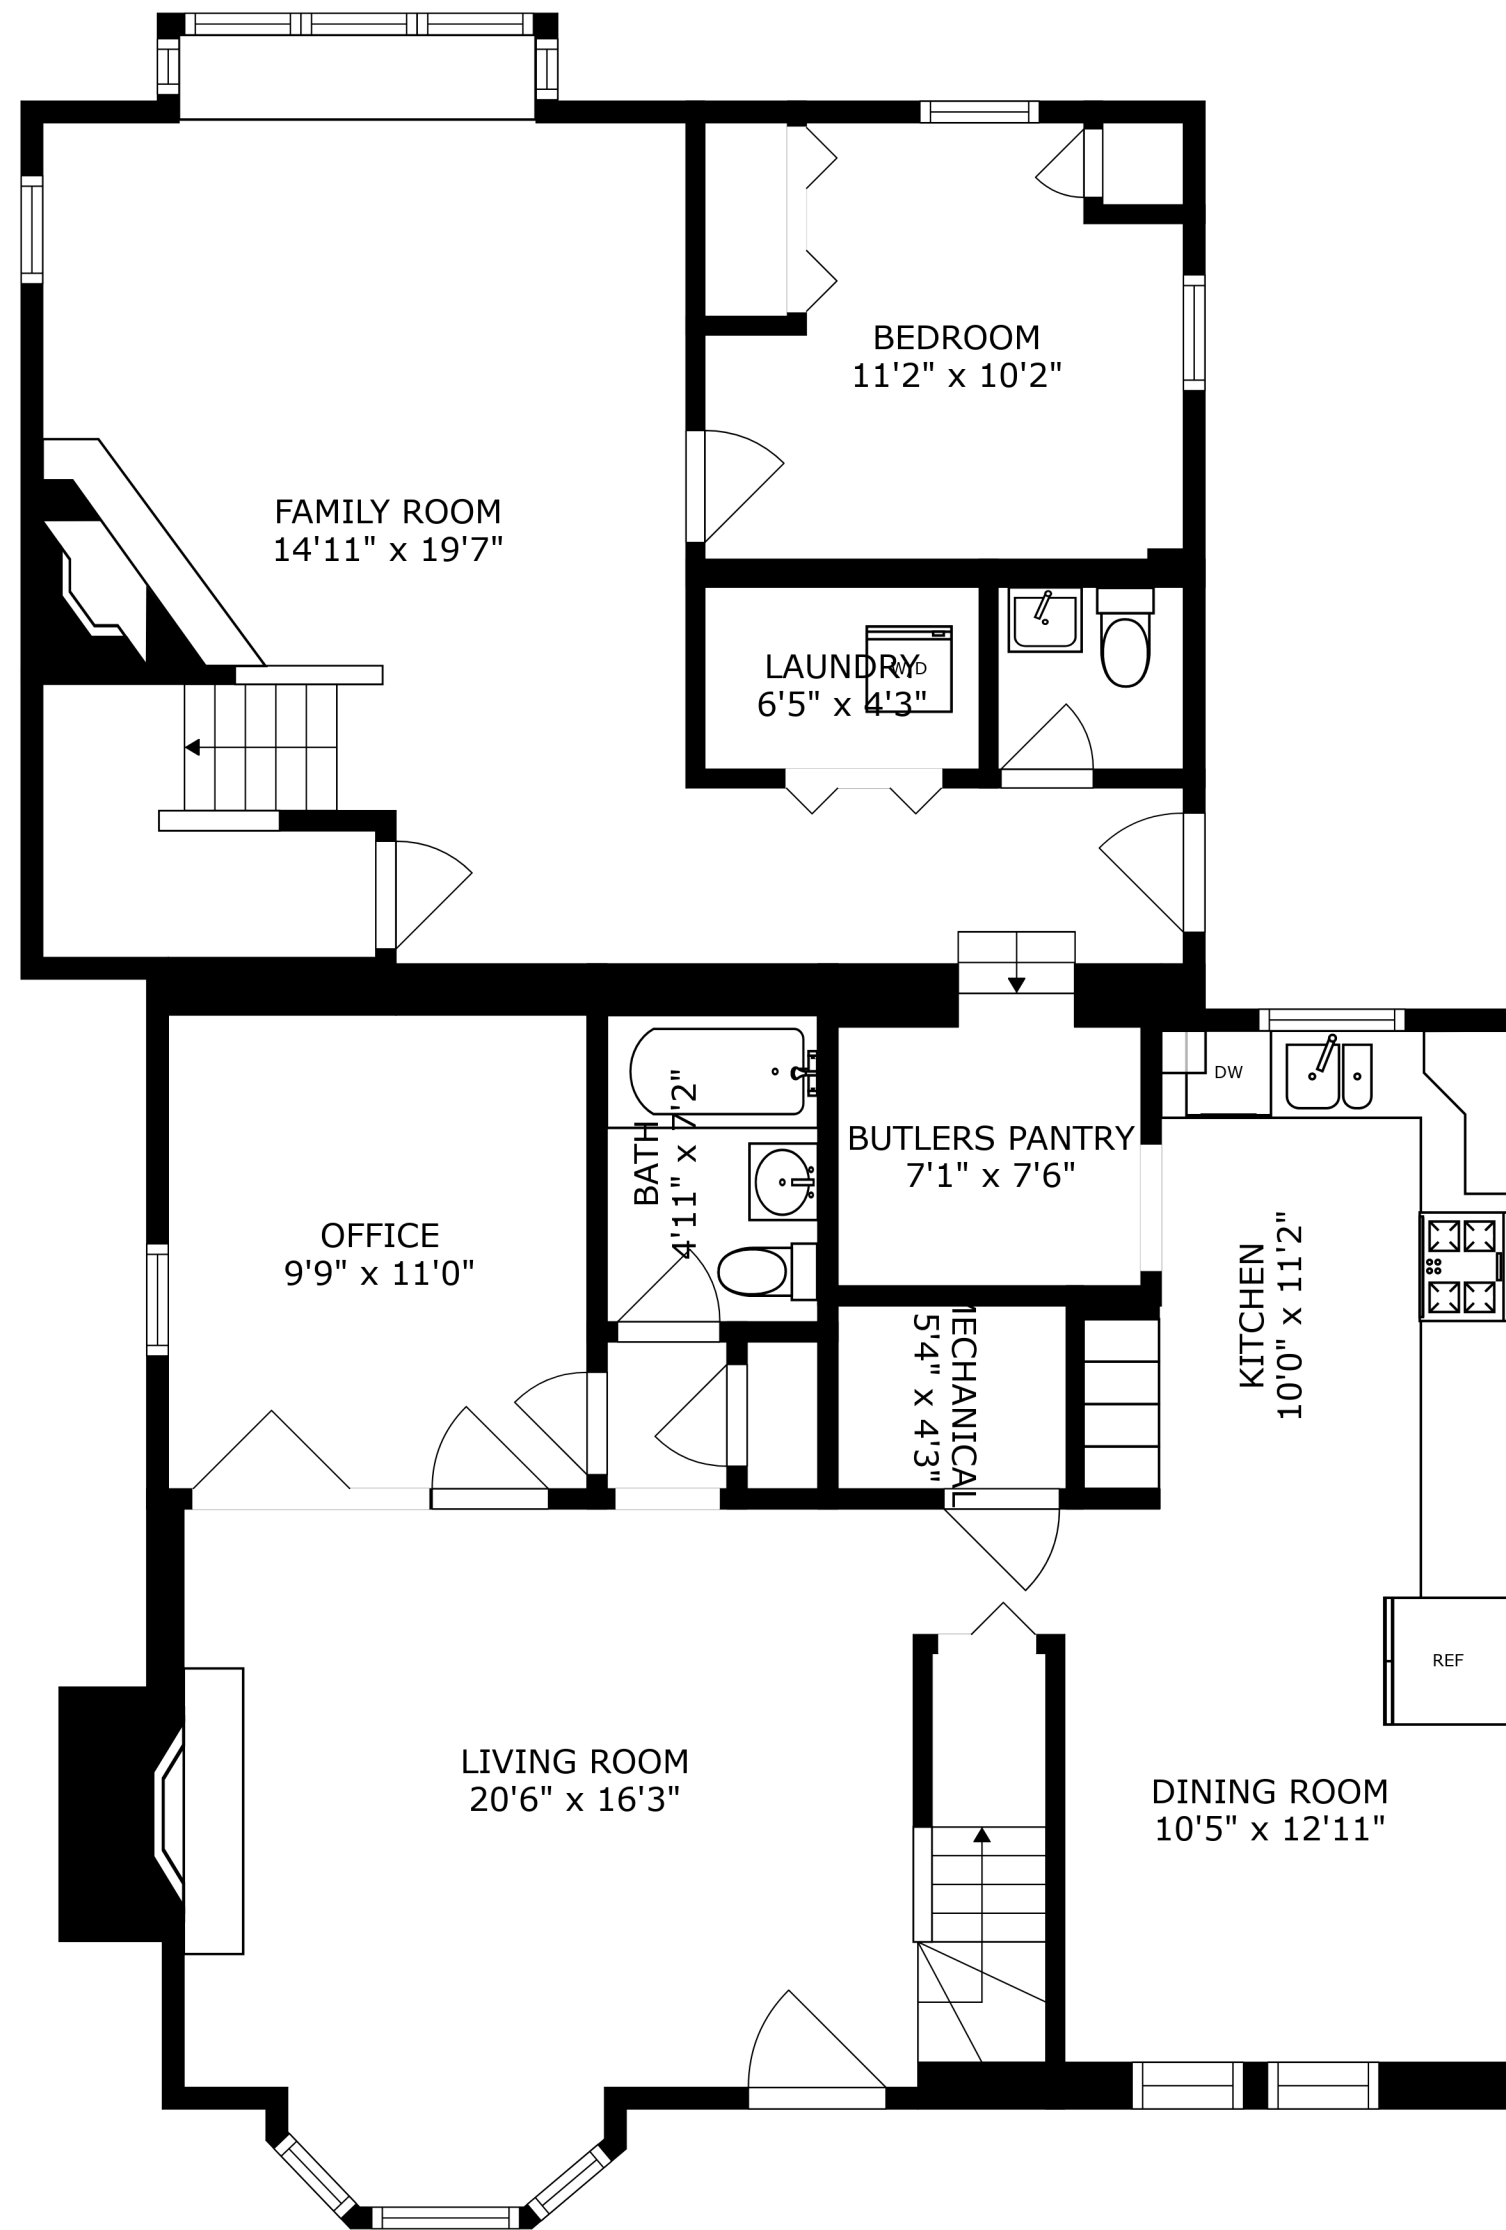 BEDROOM
11'2" x 10'2"
FAMILY ROOM
14'11" x 19'7"
LAUNDRY
6'5" x 4'3"
W/D
DW
BUTLERS PANTRY
7'1" x 7'6"
BATH
4'11" x 7'2"
OFFICE
9'9" x 11'0"
KITCHEN
10'0" x 11'2"
MECHANICAL
5'4" x 4'3"
REF
LIVING ROOM
20'6" x 16'3"
DINING ROOM
10'5" x 12'11"